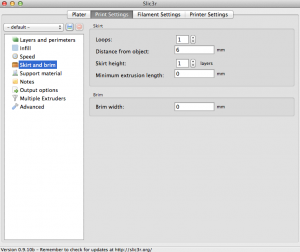 Slic3r
Plater Print Settings Filament Settings Printer Settings
- default -
Layers and perimeters
Infill
Speed
Skirt and brim
Support material
Notes
Output options
Multiple Extruders
Advanced
Skirt
Loops: 1
Distance from object: 6 mm
Skirt height: 1 layers
Minimum extrusion length: 0 mm
Brim
Brim width: 0 mm
Version 0.9.10b - Remember to check for updates at http://slic3r.org/